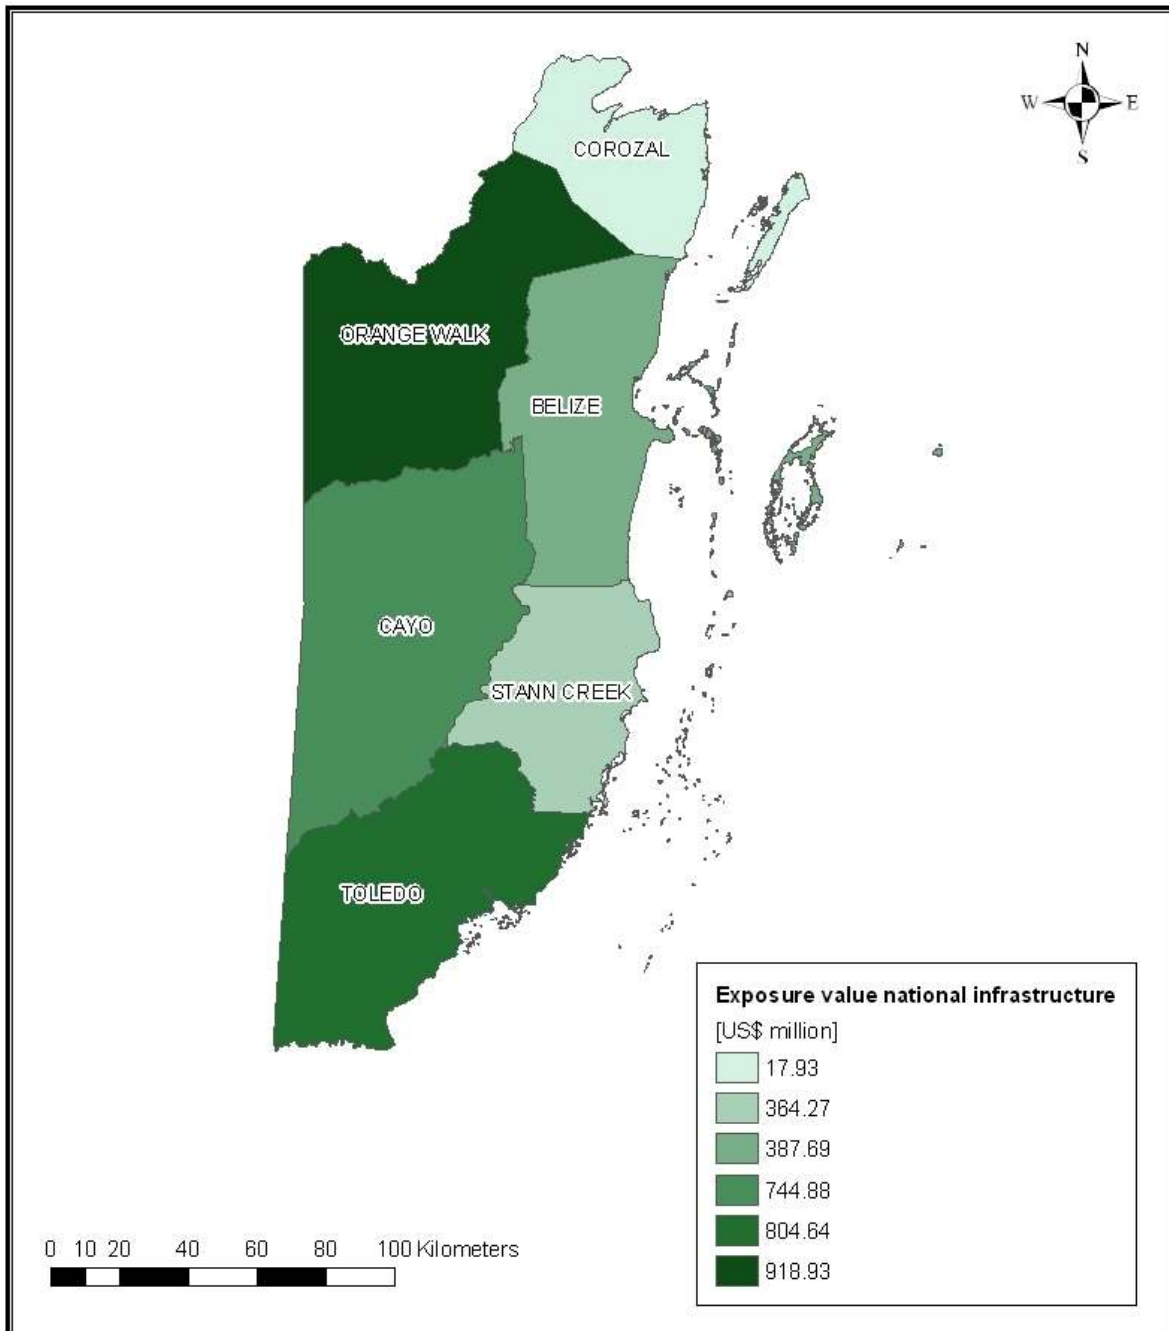 N
W E
S
COROZAL
ORANGE WALK
BELIZE
CAYO
STANN CREEK
TOLEDO
Exposure value national infrastructure
[US$ million]
17.93
364.27
387.69
744.88
804.64
918.93
0 10 20 40 60 80 100 Kilometers